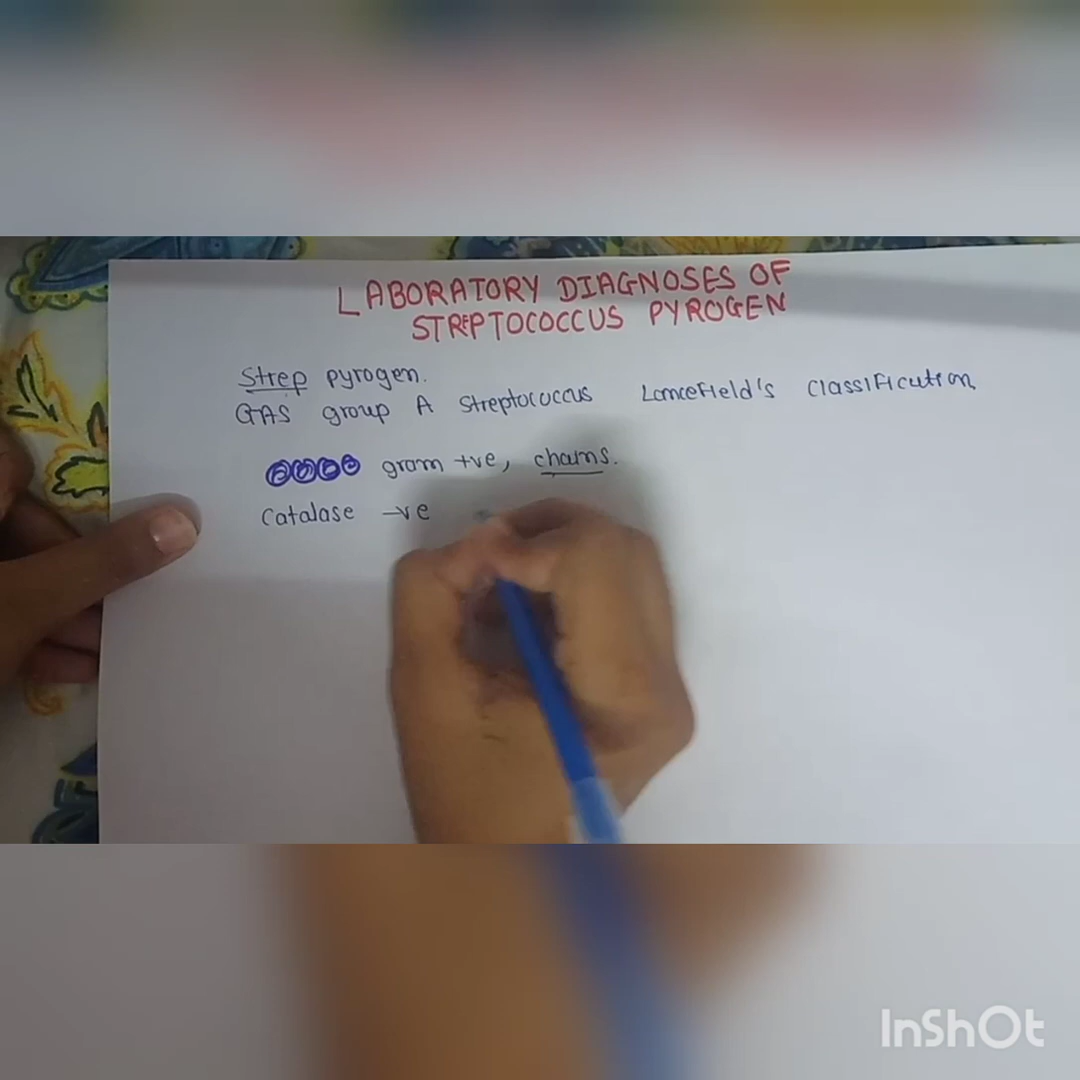 LABORATORY DIAGNOSES OF
STREPTOCOCCUS PYROGEN
Strep pyrogen.
GAS group A Streptococcus Lancefield's Classification
gram +ve, chains.
Catalase -ve
InShOt